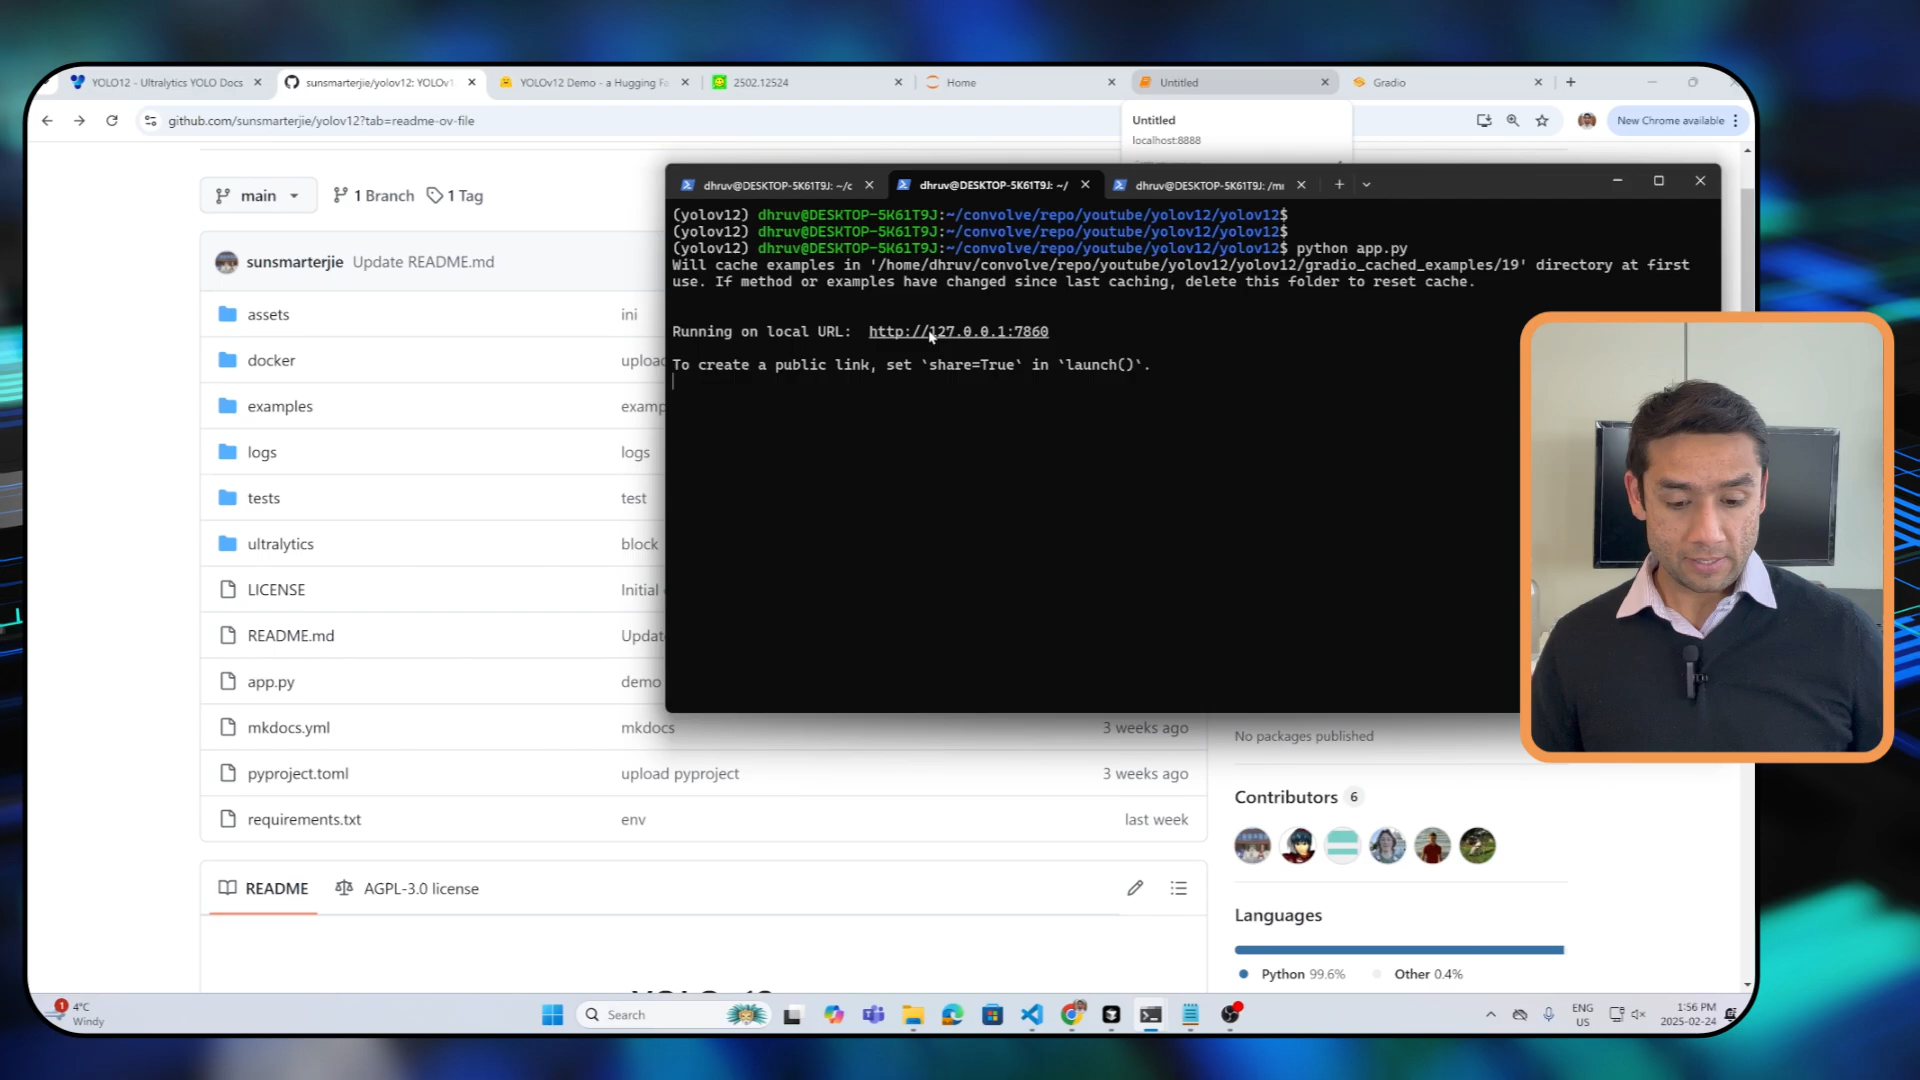 YOLO12 - Ultralytics YOLO Docs
sunsmarterjie/yolov12: YOLOv1
YOLOv12 Demo - a Hugging Fa
2502.12524
Home
Untitled
Gradio
github.com/sunsmarterjie/yolov12?tab=readme-ov-file
New Chrome available
Untitled
localhost:8888
main
1 Branch
1 Tag
sunsmarterjie Update README.md
assets ini
docker upload
examples examp
logs logs
tests test
ultralytics block
LICENSE Initial
README.md Update
app.py demo
mkdocs.yml mkdocs 3 weeks ago
pyproject.toml upload pyproject 3 weeks ago
requirements.txt env last week
README
AGPL-3.0 license
dhruv@DESKTOP-5K61T9J: ~/c
dhruv@DESKTOP-5K61T9J: ~/
dhruv@DESKTOP-5K61T9J: /mi
(yolov12) dhruv@DESKTOP-5K61T9J:~/convolve/repo/youtube/yolov12/yolov12$
(yolov12) dhruv@DESKTOP-5K61T9J:~/convolve/repo/youtube/yolov12/yolov12$
(yolov12) dhruv@DESKTOP-5K61T9J:~/convolve/repo/youtube/yolov12/yolov12$ python app.py
Will cache examples in '/home/dhruv/convolve/repo/youtube/yolov12/yolov12/gradio_cached_examples/19' directory at first
use. If method or examples have changed since last caching, delete this folder to reset cache.
Running on local URL: http://127.0.0.1:7860
To create a public link, set `share=True` in `launch()`.
No packages published
Contributors 6
Languages
Python 99.6%
Other 0.4%
1
4°C
Windy
Search
ENG
US
1:56 PM
2025-02-24